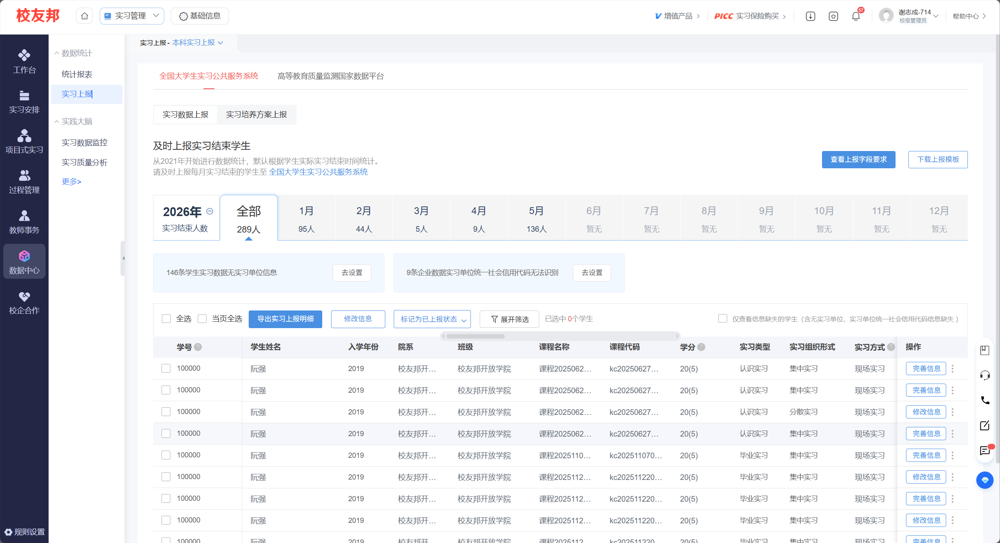 校友邦
实习管理
基础信息
增值产品
PICC 实习保险购买
57
谢志成-714
校级管理员
帮助中心
工作台
实习安排
项目式实习
过程管理
教师事务
数据中心
校企合作
规则设置
数据统计
统计报表
实习上报
实践大脑
实习数据监控
实习质量分析
更多>
实习上报 - 本科实习上报
全国大学生实习公共服务系统 高等教育质量监测国家数据平台
实习数据上报 实习培养方案上报
及时上报实习结束学生
从2021年开始进行数据统计，默认根据学生实际实习结束时间统计。
请及时上报每月实习结束的学生至 全国大学生实习公共服务系统
查看上报字段要求 下载上报模板
2026年 全部 1月 2月 3月 4月 5月 6月 7月 8月 9月 10月 11月 12月
实习结束人数 289人 95人 44人 5人 9人 136人 暂无 暂无 暂无 暂无 暂无 暂无 暂无
146条学生实习数据无实习单位信息 去设置
9条企业数据实习单位统一社会信用代码无法识别 去设置
全选 当页全选 导出实习上报明细 修改信息 标记为已上报状态 展开筛选 已选中 0个学生 仅查看信息缺失的学生（含无实习单位、实习单位统一社会信用代码信息缺失 ）
学号 学生姓名 入学年份 院系 班级 课程名称 课程代码 学分 实习类型 实习组织形式 实习方式 操作
100000 阮强 2019 校友邦开… 校友邦开放学院 课程2025062… kc20250627… 20(5) 认识实习 集中实习 现场实习 完善信息
100000 阮强 2019 校友邦开… 校友邦开放学院 课程2025062… kc20250627… 20(5) 认识实习 集中实习 现场实习 完善信息
100000 阮强 2019 校友邦开… 校友邦开放学院 课程2025062… kc20250627… 20(5) 认识实习 分散实习 现场实习 修改信息
100000 阮强 2019 校友邦开… 校友邦开放学院 课程2025062… kc20250627… 20(5) 认识实习 集中实习 现场实习 完善信息
100000 阮强 2019 校友邦开… 校友邦开放学院 课程2025110… kc202511070… 20(5) 毕业实习 集中实习 现场实习 完善信息
100000 阮强 2019 校友邦开… 校友邦开放学院 课程2025112… kc202511220… 20(5) 毕业实习 集中实习 现场实习 修改信息
100000 阮强 2019 校友邦开… 校友邦开放学院 课程2025112… kc202511220… 20(5) 毕业实习 集中实习 现场实习 完善信息
100000 阮强 2019 校友邦开… 校友邦开放学院 课程2025112… kc202511220… 20(5) 毕业实习 集中实习 现场实习 修改信息
100000 阮强 2019 校友邦开… 校友邦开放学院 课程2025112… kc202511220… 20(5) 毕业实习 集中实习 现场实习 完善信息